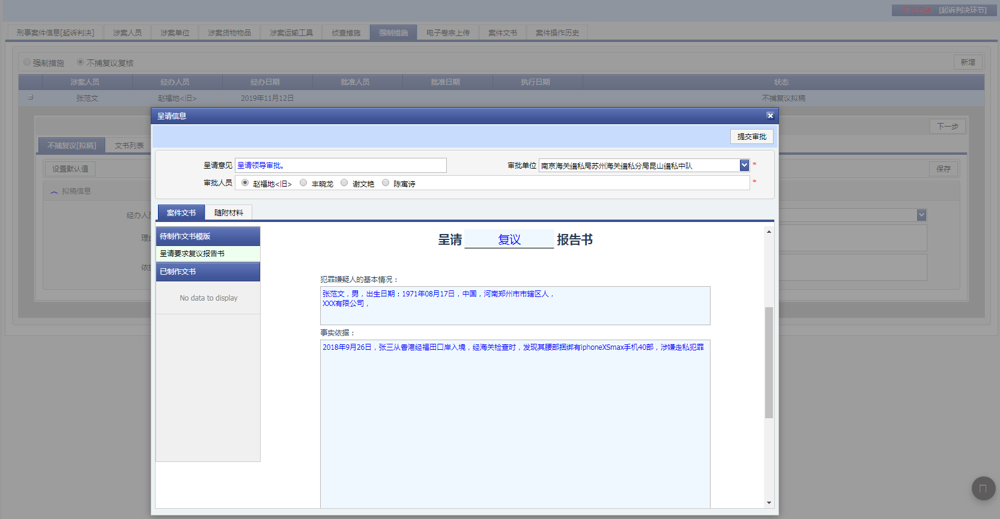 [起诉判决环节]
刑事案件信息[起诉判决] 涉案人员 涉案单位 涉案货物物品 涉案运输工具 侦查措施 强制措施 电子卷宗上传 案件文书 案件操作历史
强制措施 不捕复议复核 新增
涉案人员 经办人员 经办日期 批准人员 批准日期 执行日期 状态
张范文 赵福地<旧> 2019年11月12日 不捕复议拟稿
呈请信息
下一步
提交审批
不捕复议[拟稿] 文书列表
呈请意见 呈请领导审批。 审批单位 南京海关缉私局苏州海关缉私分局昆山缉私中队 *
设置默认值 保存
审批人员 赵福地<旧> 丰晓龙 谢文艳 陈寓诗 *
拟稿信息
案件文书 随附材料
经办人
待制作文书模版
呈请 复议 报告书
理
呈请要求复议报告书
依
已制作文书
犯罪嫌疑人的基本情况：
张范文，男，出生日期：1971年08月17日，中国，河南郑州市市辖区人，
No data to display
XXX有限公司，
事实依据：
2018年9月26日，张三从香港经福田口岸入境，经海关检查时，发现其腰部捆绑有iphoneXSmax手机40部，涉嫌走私犯罪